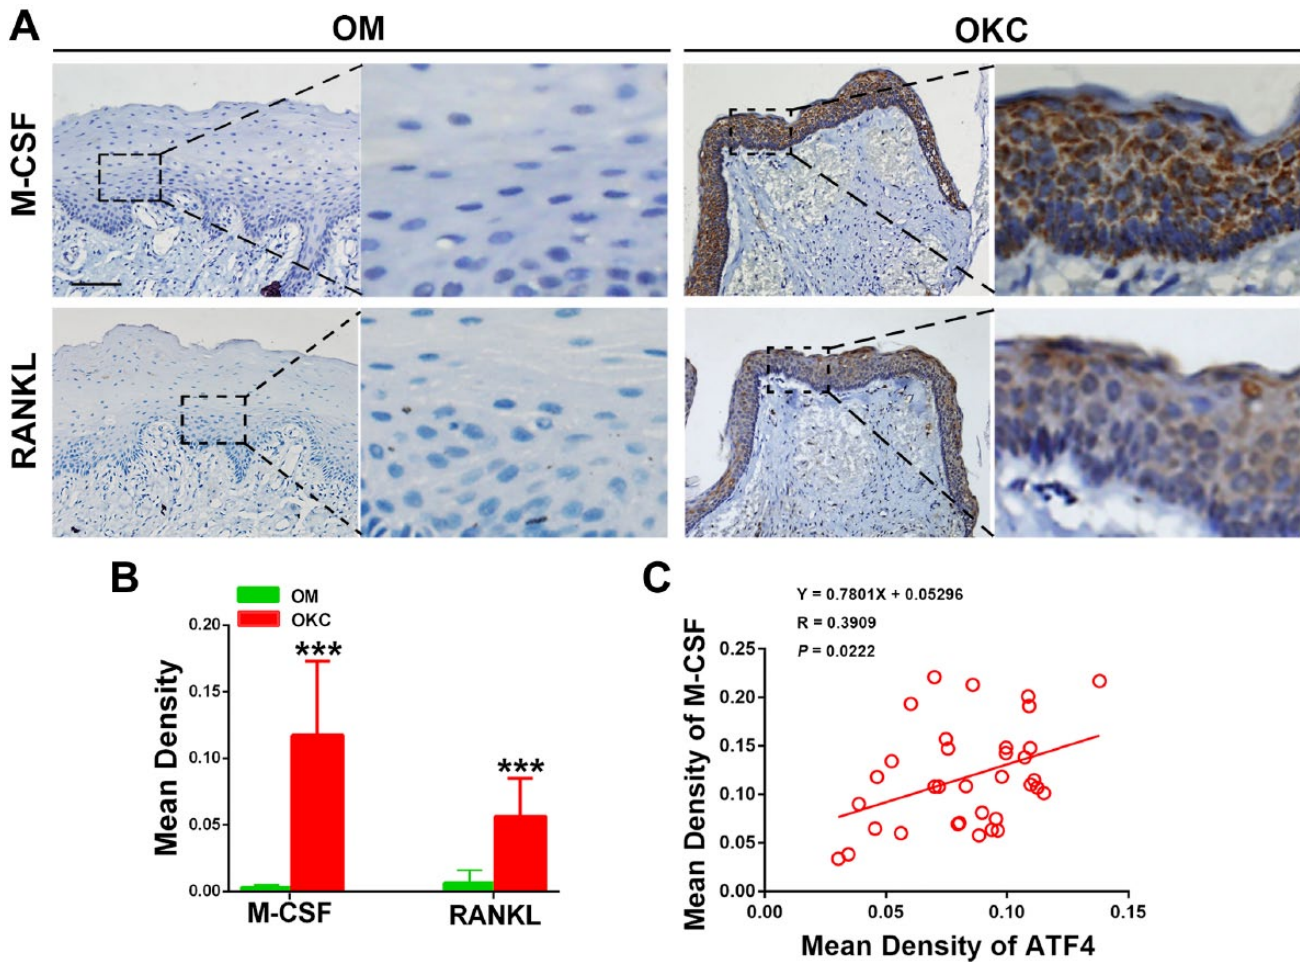 A
OM
OKC
M-CSF
RANKL
B
OM
OKC
Mean Density
0.20
0.15
0.10
0.05
0.00
***
***
M-CSF
RANKL
C
Y = 0.7801X + 0.05296
R = 0.3909
P = 0.0222
Mean Density of M-CSF
0.25
0.20
0.15
0.10
0.05
0.00
0.00
0.05
0.10
0.15
Mean Density of ATF4